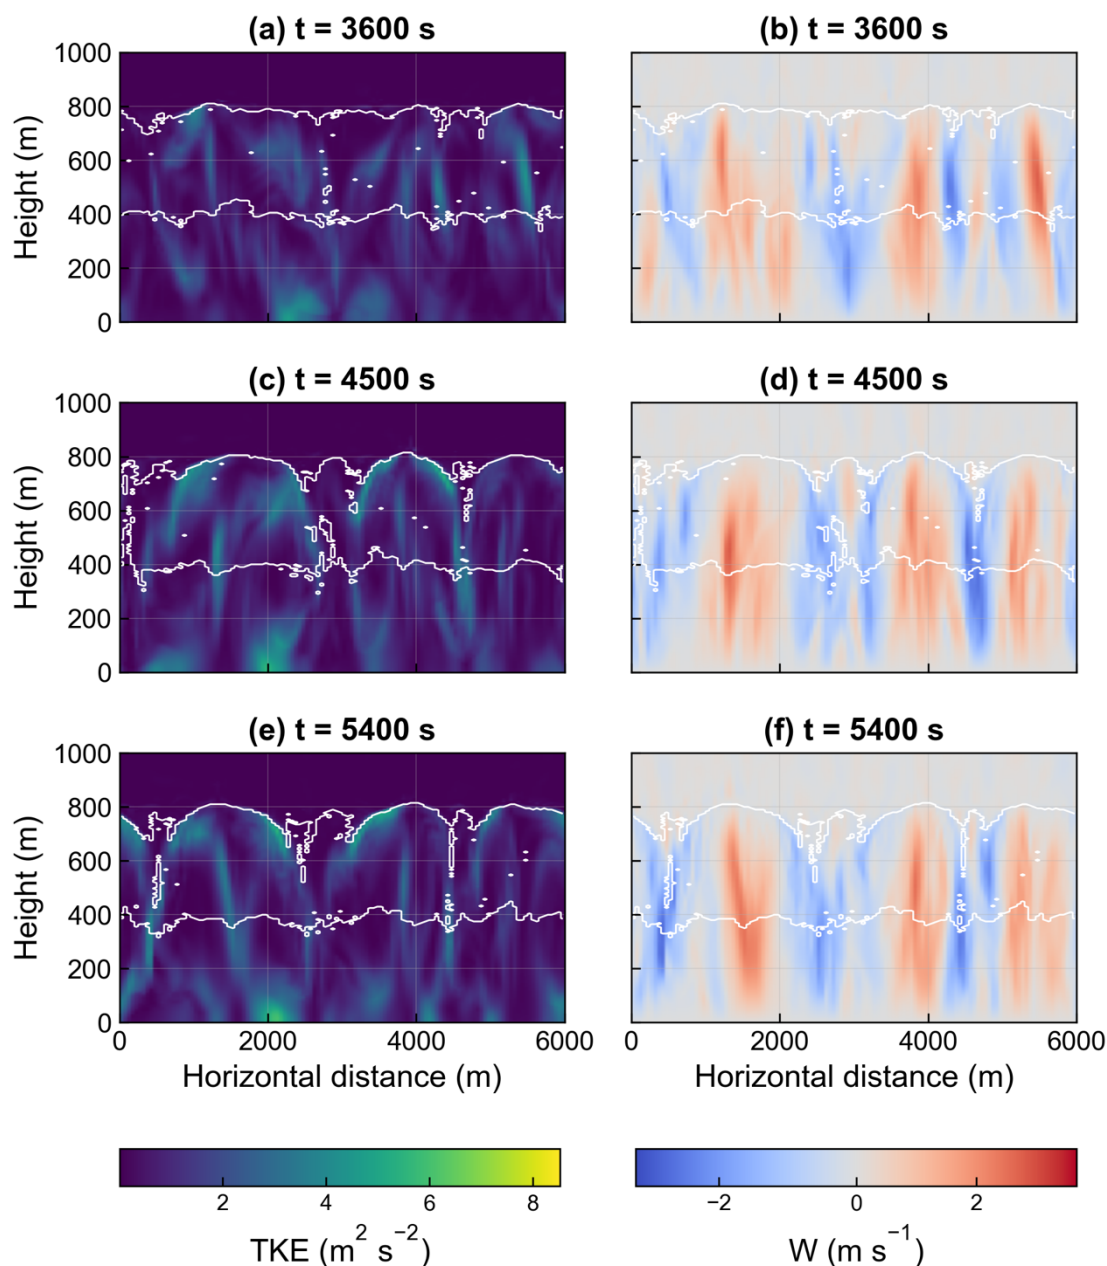 (a) t = 3600 s
(b) t = 3600 s
1000
800
600
400
200
0
Height (m)
(c) t = 4500 s
(d) t = 4500 s
1000
800
600
400
200
0
Height (m)
(e) t = 5400 s
(f) t = 5400 s
1000
800
600
400
200
0
Height (m)
0 2000 4000 6000
0 2000 4000 6000
Horizontal distance (m)
Horizontal distance (m)
2 4 6 8
TKE (m² s⁻²)
−2 0 2
W (m s⁻¹)